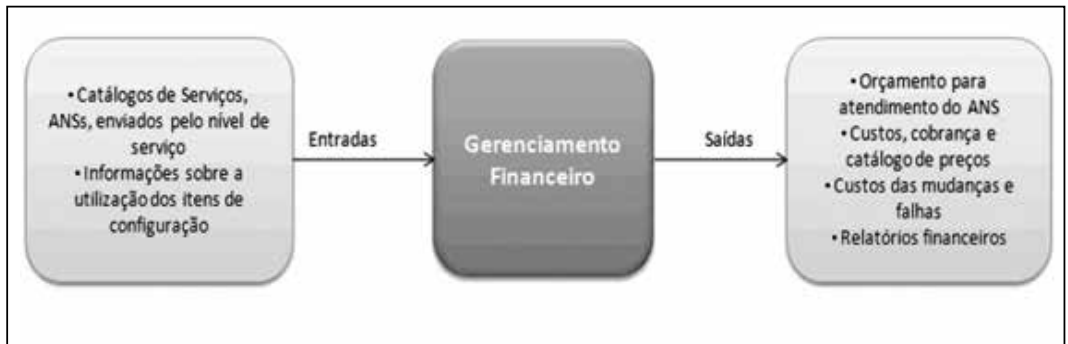 •Catálogos de Serviços,
ANSs, enviados pelo nível de
serviço
•Informações sobre a
utilização dos itens de
configuração
Entradas
Gerenciamento
Financeiro
Saídas
•Orçamento para
atendimento do ANS
•Custos, cobrança e
catálogo de preços
•Custos das mudanças e
falhas
•Relatórios financeiros